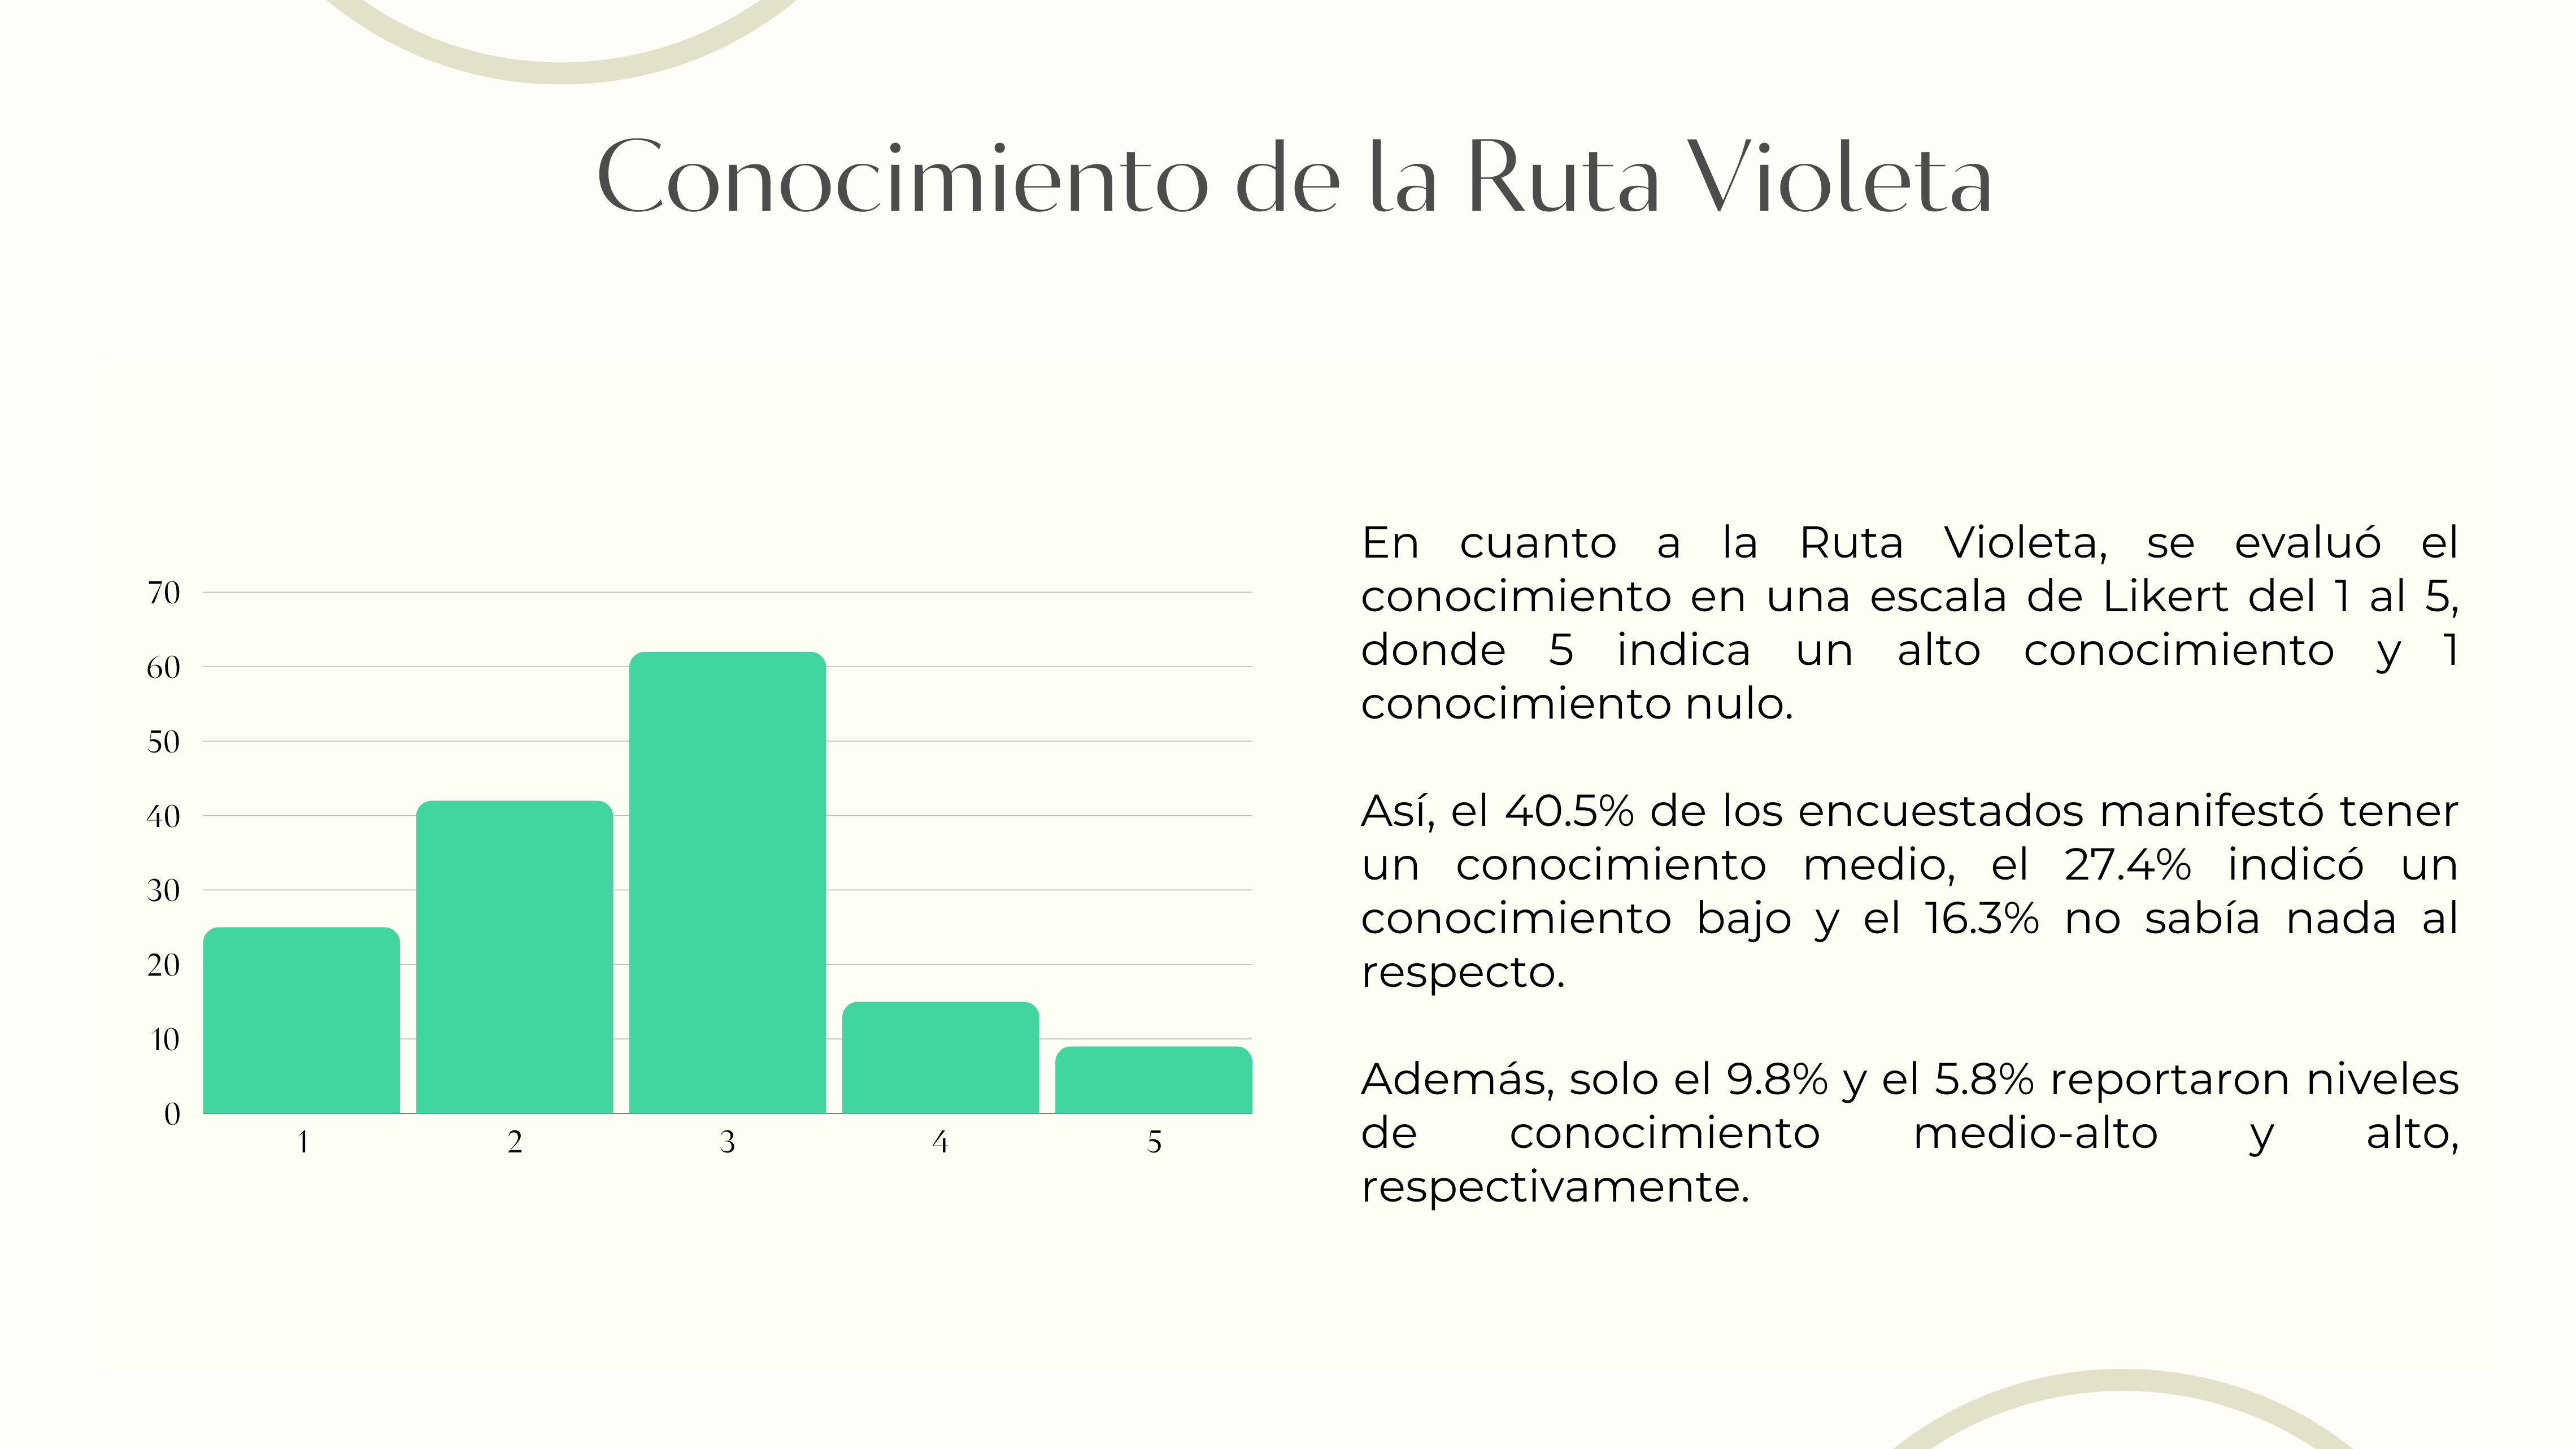 Conocimiento de la Ruta Violeta
70
60
50
40
30
20
10
0
1 2 3 4 5
En cuanto a la Ruta Violeta, se evaluó el
conocimiento en una escala de Likert del 1 al 5,
donde 5 indica un alto conocimiento y 1
conocimiento nulo.
Así, el 40.5% de los encuestados manifestó tener
un conocimiento medio, el 27.4% indicó un
conocimiento bajo y el 16.3% no sabía nada al
respecto.
Además, solo el 9.8% y el 5.8% reportaron niveles
de conocimiento medio-alto y alto,
respectivamente.